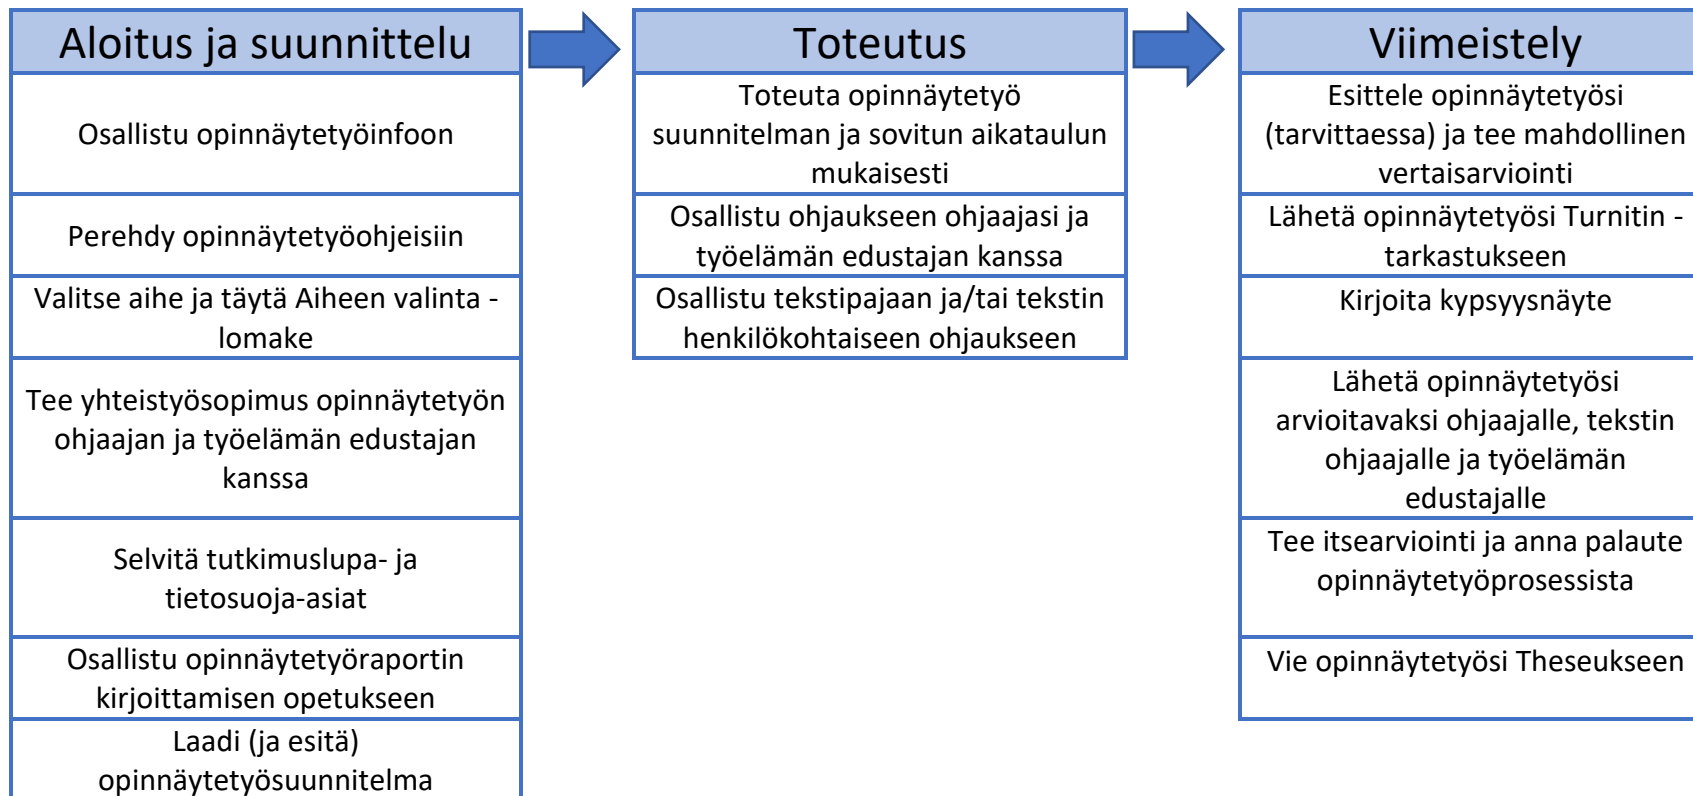 Aloitus ja suunnittelu
Osallistu opinnäytetyöinfoon
Perehdy opinnäytetyöohjeisiin
Valitse aihe ja täytä Aiheen valinta -
lomake
Tee yhteistyösopimus opinnäytetyön
ohjaajan ja työelämän edustajan
kanssa
Selvitä tutkimuslupa- ja
tietosuoja-asiat
Osallistu opinnäytetyöraportin
kirjoittamisen opetukseen
Laadi (ja esitä)
opinnäytetyösuunnitelma
Toteutus
Toteuta opinnäytetyö
suunnitelman ja sovitun aikataulun
mukaisesti
Osallistu ohjaukseen ohjaajasi ja
työelämän edustajan kanssa
Osallistu tekstipajaan ja/tai tekstin
henkilökohtaiseen ohjaukseen
Viimeistely
Esittele opinnäytetyösi
(tarvittaessa) ja tee mahdollinen
vertaisarviointi
Lähetä opinnäytetyösi Turnitin -
tarkastukseen
Kirjoita kypsyysnäyte
Lähetä opinnäytetyösi
arvioitavaksi ohjaajalle, tekstin
ohjaajalle ja työelämän
edustajalle
Tee itsearviointi ja anna palaute
opinnäytetyöprosessista
Vie opinnäytetyösi Theseukseen